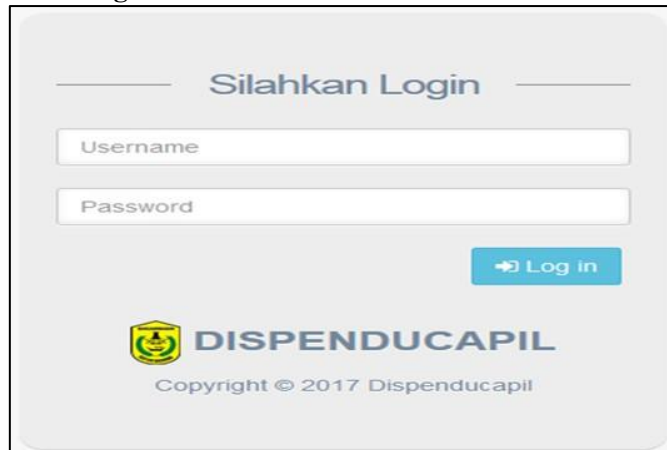 Silahkan Login
Username
Password
Log in
DISPENDUCAPIL
Copyright © 2017 Dispenducapil